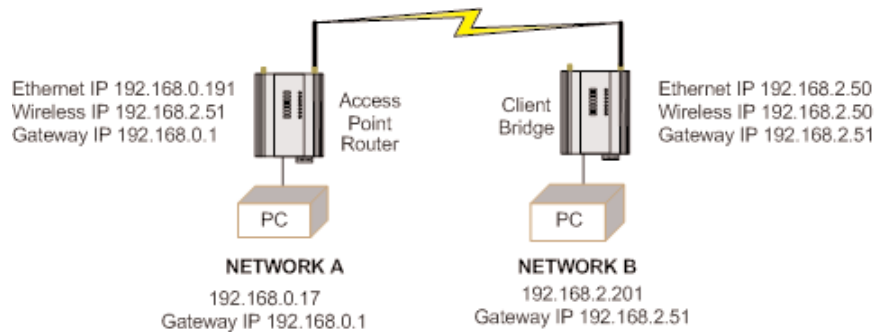 Ethernet IP 192.168.0.191
Wireless IP 192.168.2.51
Gateway IP 192.168.0.1
Access
Point
Router
Client
Bridge
Ethernet IP 192.168.2.50
Wireless IP 192.168.2.50
Gateway IP 192.168.2.51
PC
PC
NETWORK A
192.168.0.17
Gateway IP 192.168.0.1
NETWORK B
192.168.2.201
Gateway IP 192.168.2.51